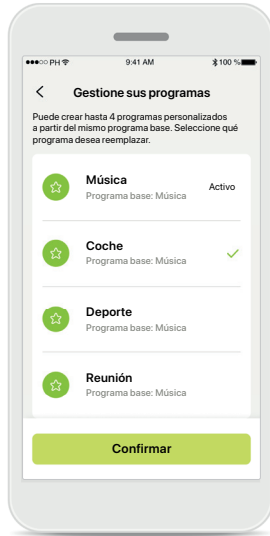 PH 9:41 AM 100 %
Gestione sus programas
Puede crear hasta 4 programas personalizados
a partir del mismo programa base. Seleccione qué
programa desea reemplazar.
Música Activo
Programa base: Música
Coche
Programa base: Música
Deporte
Programa base: Música
Reunión
Programa base: Música
Confirmar